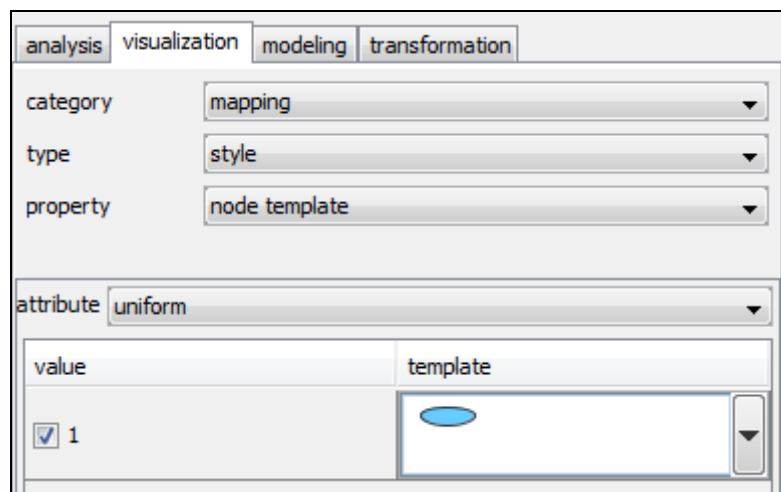 analysis visualization modeling transformation
category mapping
type style
property node template
attribute uniform
value template
1